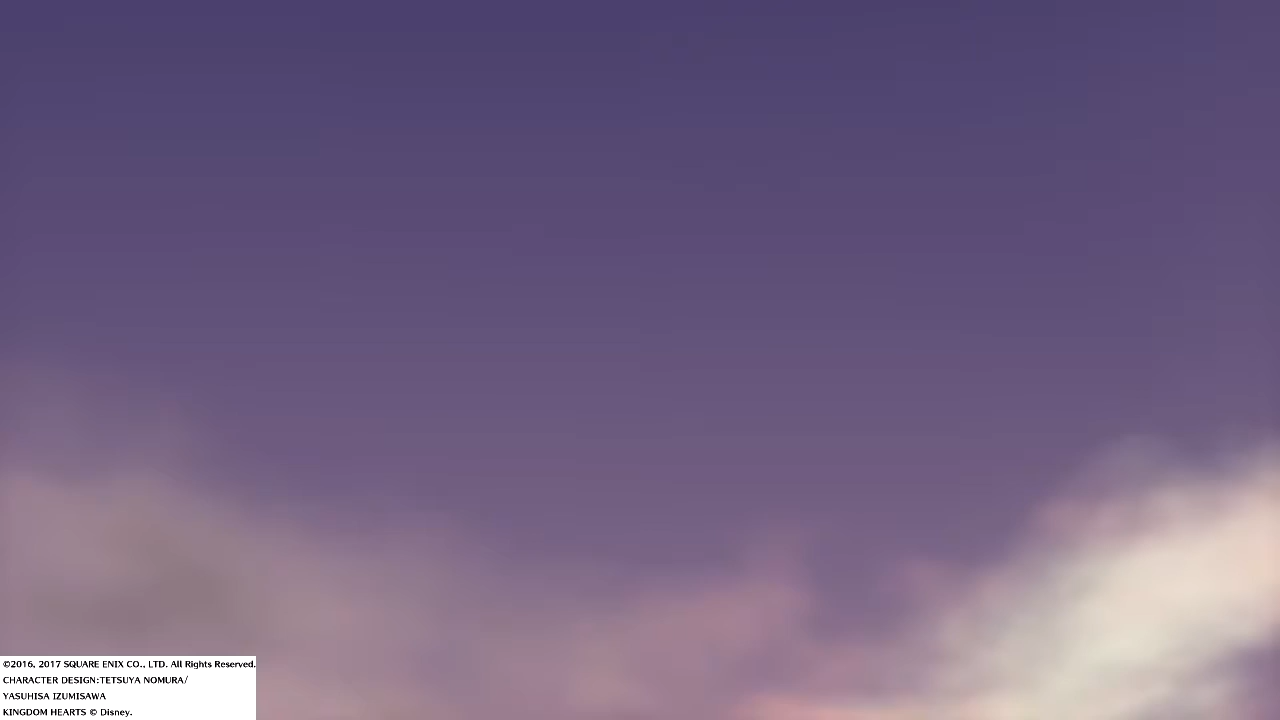 ©2016, 2017 SQUARE ENIX CO., LTD. All Rights Reserved.
CHARACTER DESIGN:TETSUYA NOMURA/
YASUHISA IZUMISAWA
KINGDOM HEARTS © Disney.